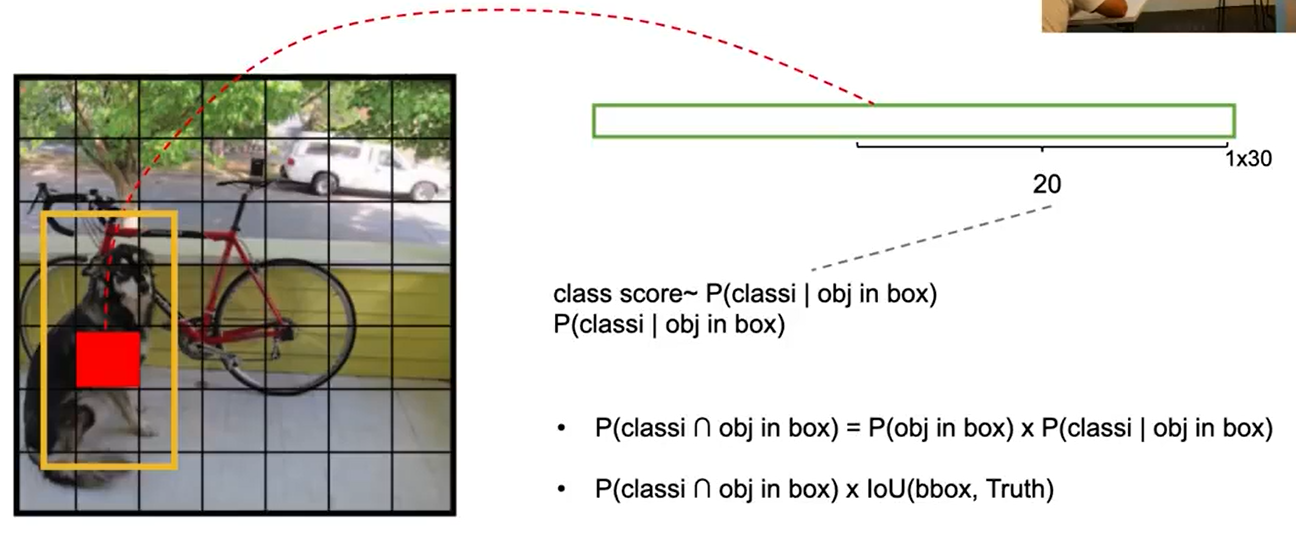 1x30
20
class score~ P(classi | obj in box)
P(classi | obj in box)
• P(classi ∩ obj in box) = P(obj in box) x P(classi | obj in box)
• P(classi ∩ obj in box) x IoU(bbox, Truth)